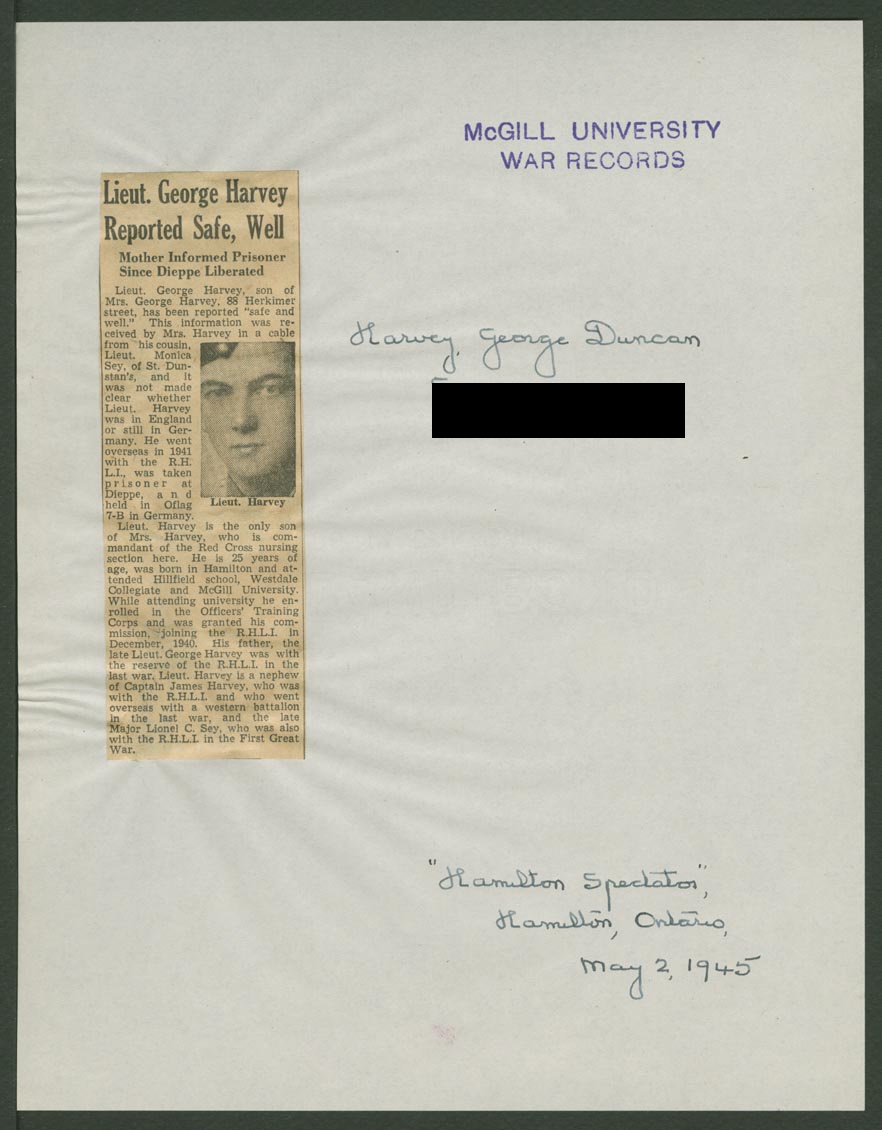 McGILL UNIVERSITY
WAR RECORDS
Lieut. George Harvey
Reported Safe, Well
Mother Informed Prisoner
Since Dieppe Liberated
Lieut. George Harvey, son of
Mrs. George Harvey, 88 Herkimer
street, has been reported "safe and
well." This information was re-
ceived by Mrs. Harvey in a cable
from his cousin,
Lieut. Monica
Sey, of St. Dun-
stan's, and it
was not made
clear whether
Lieut. Harvey
was in England
or still in Ger-
many. He went
overseas in 1941
with the R.H.
L.I., was taken
prisoner at
Dieppe, and
held in Oflag
7-B in Germany.
Lieut. Harvey
Lieut. Harvey is the only son
of Mrs. Harvey, who is com-
mandant of the Red Cross nursing
section here. He is 25 years of
age, was born in Hamilton and at-
tended Hillfield school, Westdale
Collegiate and McGill University.
While attending university he en-
rolled in the Officers' Training
Corps and was granted his com-
mission, joining the R.H.L.I. in
December, 1940. His father, the
late Lieut. George Harvey was with
the reserve of the R.H.L.I. in the
last war. Lieut. Harvey is a nephew
of Captain James Harvey, who was
with the R.H.L.I. and who went
overseas with a western battalion
in the last war, and the late
Major Lionel C. Sey, who was also
with the R.H.L.I. in the First Great
War.
Harvey, George Duncan
"Hamilton Spectator",
Hamilton, Ontario,
May 2, 1945